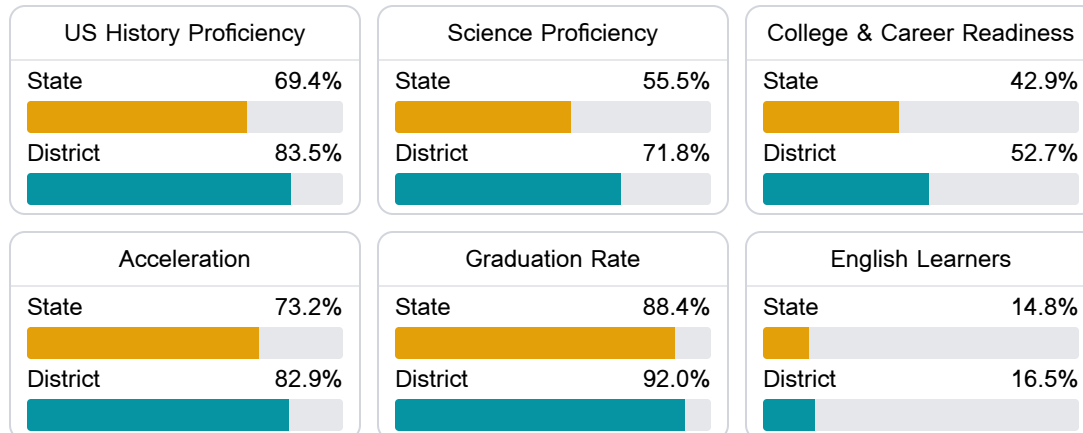 US History Proficiency
State 69.4%
District 83.5%
Science Proficiency
State 55.5%
District 71.8%
College & Career Readiness
State 42.9%
District 52.7%
Acceleration
State 73.2%
District 82.9%
Graduation Rate
State 88.4%
District 92.0%
English Learners
State 14.8%
District 16.5%